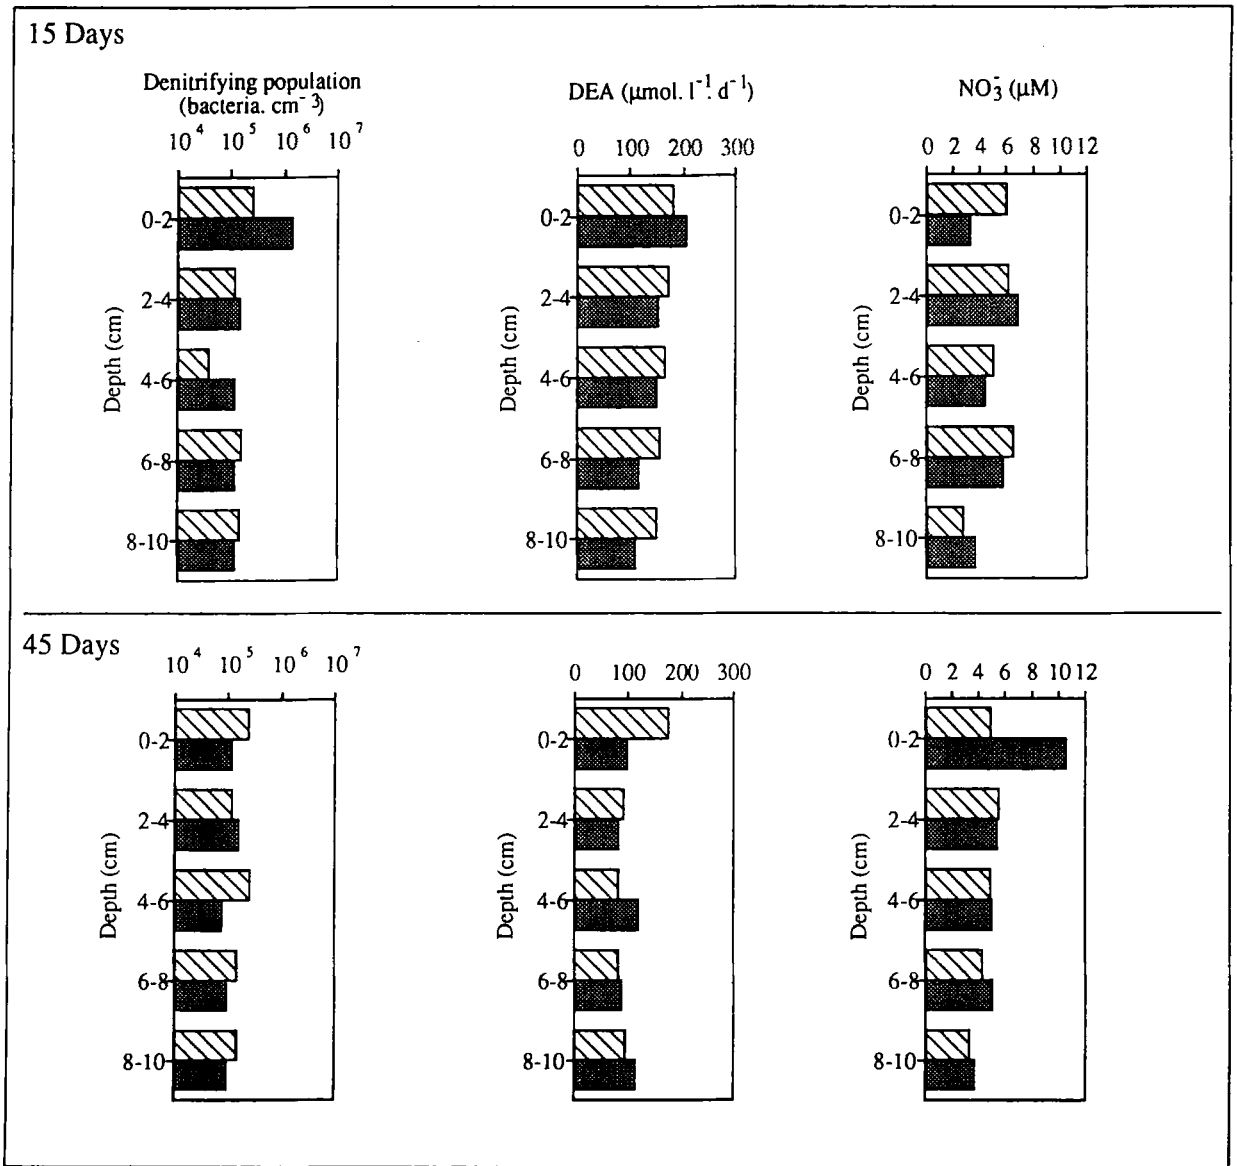 15 Days
Denitrifying population
(bacteria. cm⁻³)
10⁴ 10⁵ 10⁶ 10⁷
0-2
2-4
4-6
6-8
8-10
Depth (cm)
DEA (μmol. l⁻¹. d⁻¹)
0 100 200 300
0-2
2-4
4-6
6-8
8-10
Depth (cm)
NO₃⁻ (μM)
0 2 4 6 8 10 12
0-2
2-4
4-6
6-8
8-10
Depth (cm)
45 Days
10⁴ 10⁵ 10⁶ 10⁷
0-2
2-4
4-6
6-8
8-10
Depth (cm)
0 100 200 300
0-2
2-4
4-6
6-8
8-10
Depth (cm)
0 2 4 6 8 10 12
0-2
2-4
4-6
6-8
8-10
Depth (cm)